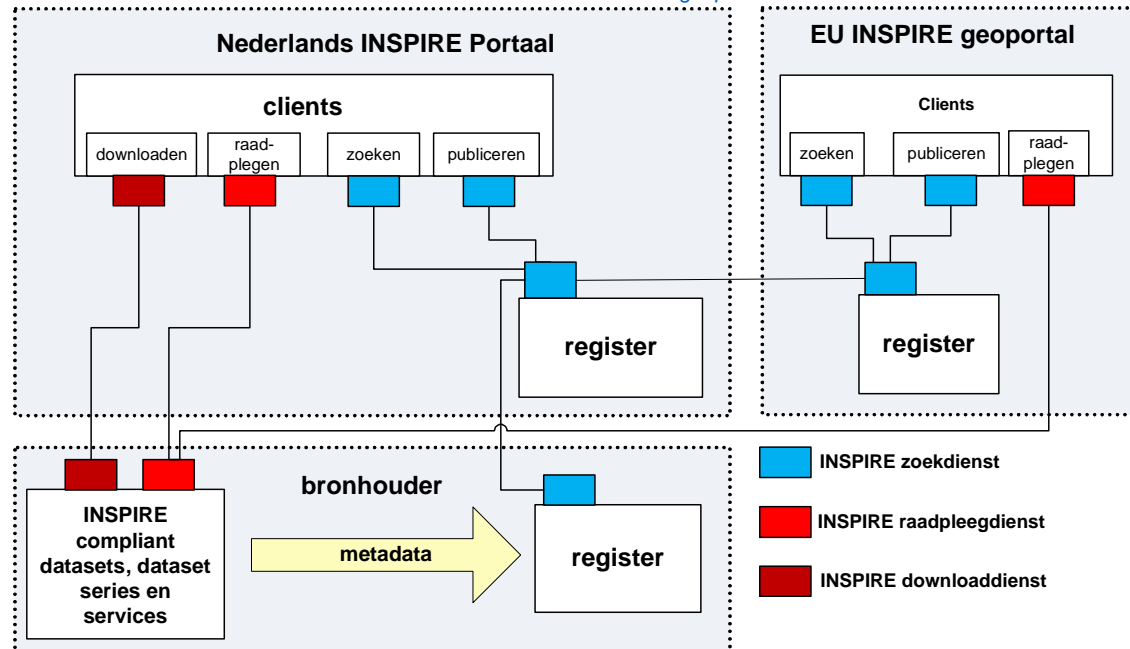 Nederlands INSPIRE Portaal
clients
downloaden
raad-
plegen
zoeken
publiceren
register
EU INSPIRE geoportal
Clients
zoeken
publiceren
raad-
plegen
register
bronhouder
INSPIRE
compliant
datasets, dataset
series en
services
metadata
register
INSPIRE zoekdienst
INSPIRE raadpleegdienst
INSPIRE downloaddienst